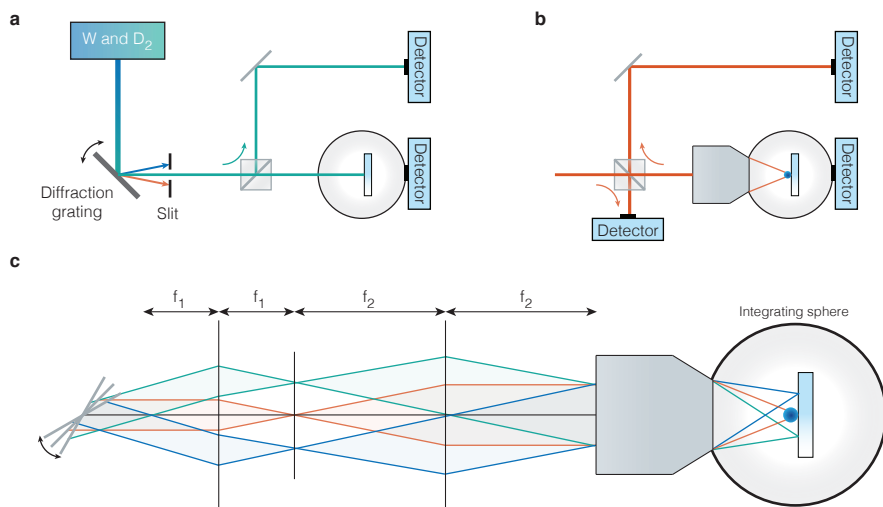 a
W and D₂
Diffraction
grating
Slit
Detector
Detector
b
Detector
Detector
Detector
c
f₁
f₁
f₂
f₂
Integrating sphere